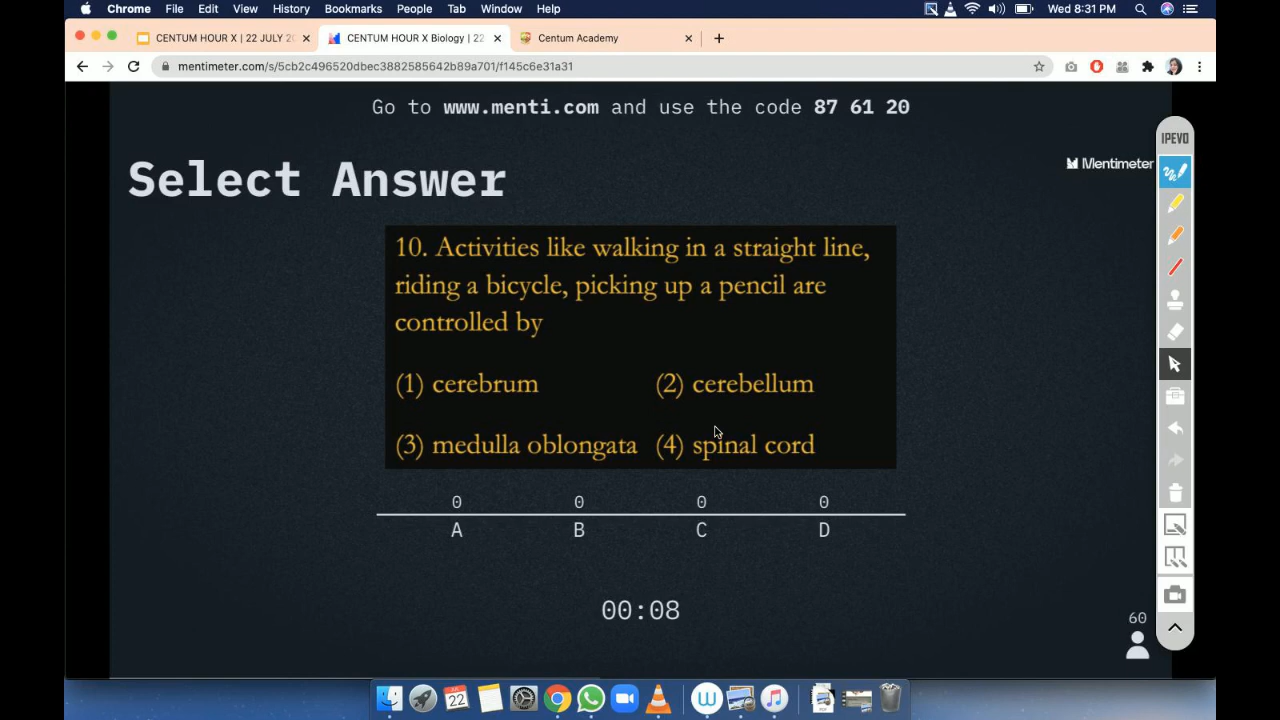 Chrome File Edit View History Bookmarks People Tab Window Help Wed 8:31 PM
CENTUM HOUR X | 22 JULY 2 CENTUM HOUR X Biology | 22 Centum Academy
mentimeter.com/s/5cb2c496520dbec3882585642b89a701/f145c6e31a31
Go to www.menti.com and use the code 87 61 20
IPEVO
Mentimeter
Select Answer
10. Activities like walking in a straight line,
riding a bicycle, picking up a pencil are
controlled by
(1) cerebrum (2) cerebellum
(3) medulla oblongata (4) spinal cord
0 0 0 0
A B C D
00:08
60
22